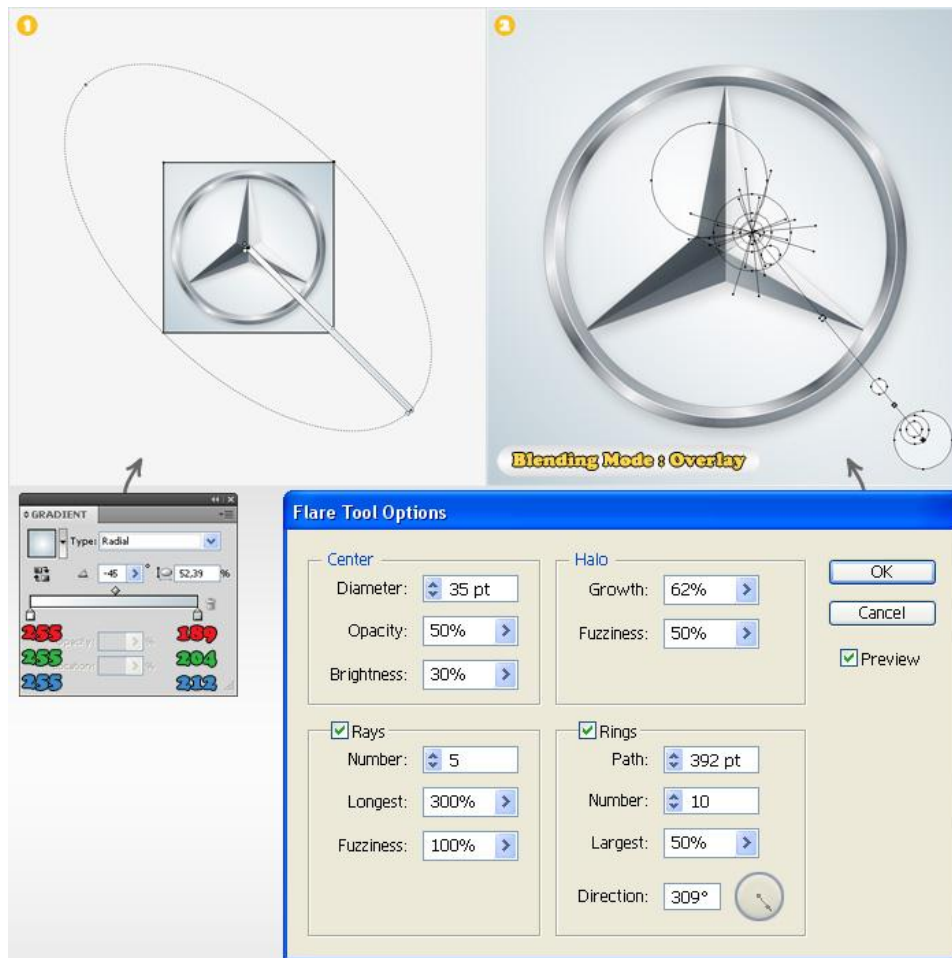 1
2
Blending Mode : Overlay
GRADIENT
Type: Radial
-45 ° 52,39 %
255 189
255 204
255 212
Flare Tool Options
Center
Diameter: 35 pt
Opacity: 50%
Brightness: 30%
Halo
Growth: 62%
Fuzziness: 50%
OK
Cancel
Preview
Rays
Number: 5
Longest: 300%
Fuzziness: 100%
Rings
Path: 392 pt
Number: 10
Largest: 50%
Direction: 309°